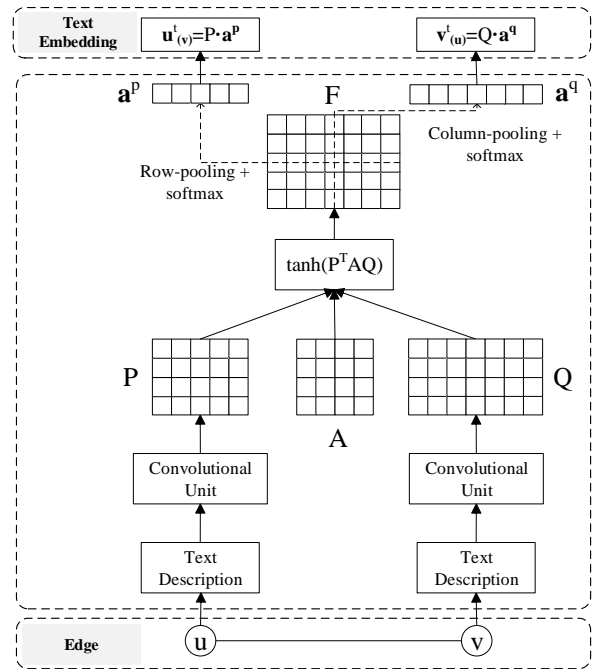 Text
Embedding
u^t_(v)=P·a^p
v^t_(u)=Q·a^q
a^p
F
a^q
Row-pooling +
softmax
Column-pooling +
softmax
tanh(P^TAQ)
P
A
Q
Convolutional
Unit
Convolutional
Unit
Text
Description
Text
Description
Edge
u
v